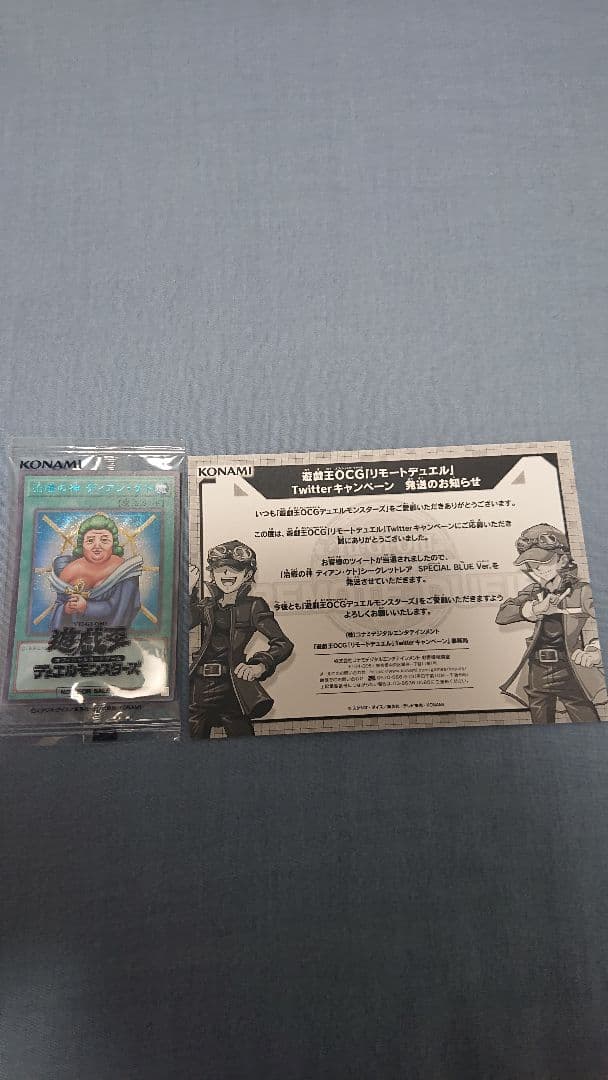 KONAMI
治癒の神 ディアン・ケト
遊戯王
デュエルモンスターズ
KONAMI
遊戯王OCG「リモートデュエル」
Twitterキャンペーン 発送のお知らせ
いつも「遊戯王OCGデュエルモンスターズ」をご愛顧いただきありがとうございます。
この度は、遊戯王OCG「リモートデュエル」Twitterキャンペーンにご応募いただき
誠にありがとうございました。
お客様のツイートが当選されましたので、
「治癒の神 ディアン・ケト」シークレットレア SPECIAL BLUE Ver.を
発送させていただきます。
今後とも「遊戯王OCGデュエルモンスターズ」をご愛顧いただきますよう
よろしくお願いいたします。
(株)コナミデジタルエンタテインメント
「遊戯王OCG「リモートデュエル」Twitterキャンペーン」事務局